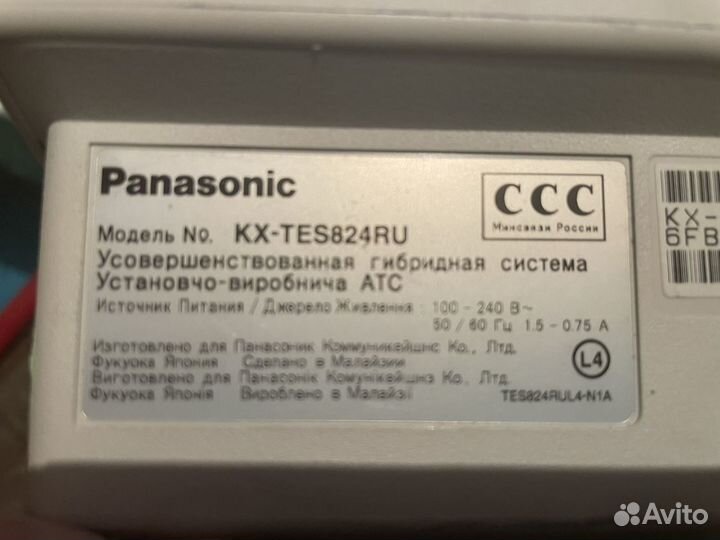 Panasonic
ССС
Минсвязи России
Модель No. KX-TES824RU
Усовершенствованная гибридная система
Установчо-виробнича АТС
Источник Питания / Джерело Живлення : 100 - 240 В~
50 / 60 Гц 1.5 - 0.75 А
Изготовлено для Панасоник Коммуникейшнс Ко., Лтд.
Фукуока Япония Сделано в Малайзии
Виготовлено для Панасонік Комунікейшнз Ко., Лтд.
Фукуока Японія Вироблено в Малайзії
L4
TES824RUL4-N1A
KX-
6FB
Avito